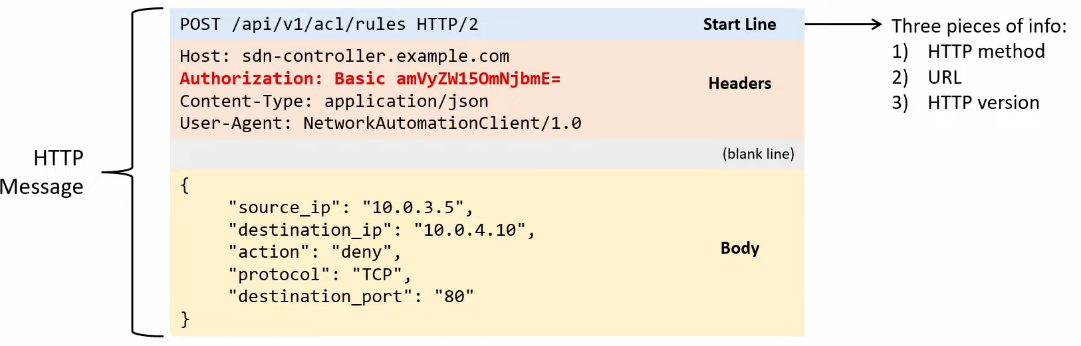 POST /api/v1/acl/rules HTTP/2
Start Line
Three pieces of info:
1) HTTP method
2) URL
3) HTTP version
Host: sdn-controller.example.com
Authorization: Basic amVyZW15OmNjbmE=
Content-Type: application/json
User-Agent: NetworkAutomationClient/1.0
Headers
(blank line)
HTTP
Message
{
"source_ip": "10.0.3.5",
"destination_ip": "10.0.4.10",
"action": "deny",
"protocol": "TCP",
"destination_port": "80"
}
Body